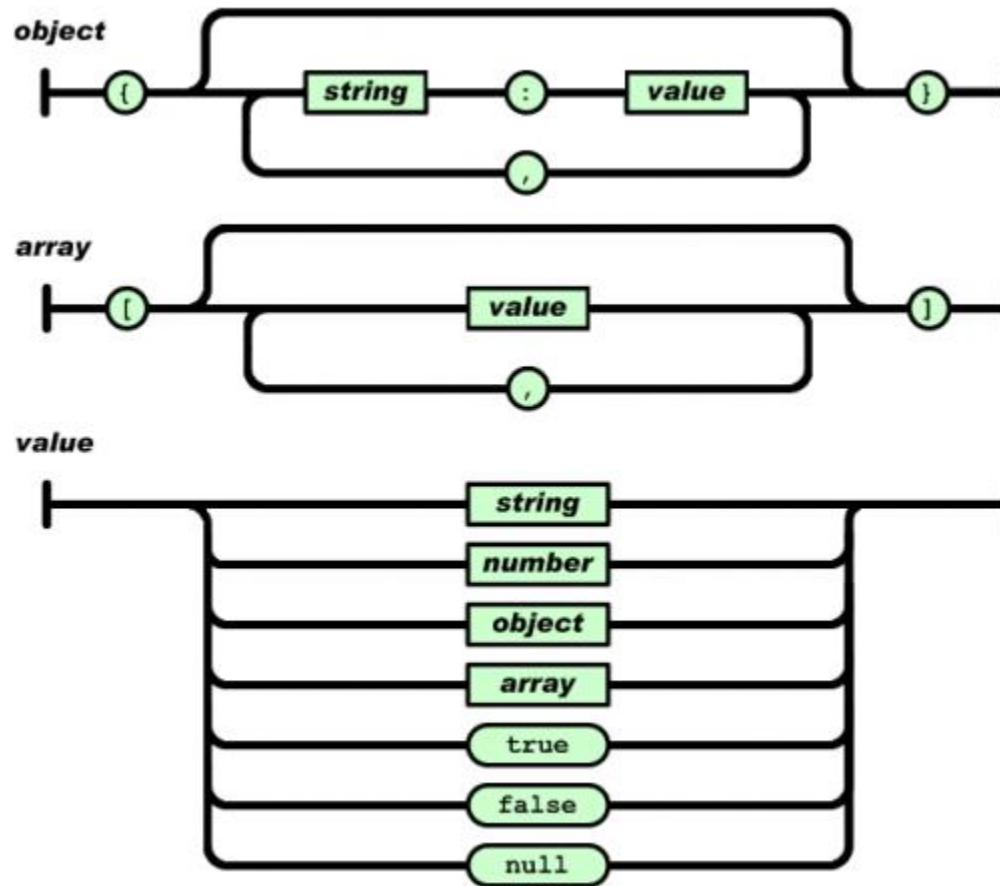 object
{ string : value }
,
array
[ value ]
,
value
string
number
object
array
true
false
null